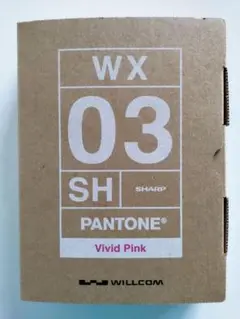 WX
03
SH SHARP
PANTONE®
Vivid Pink
WILLCOM